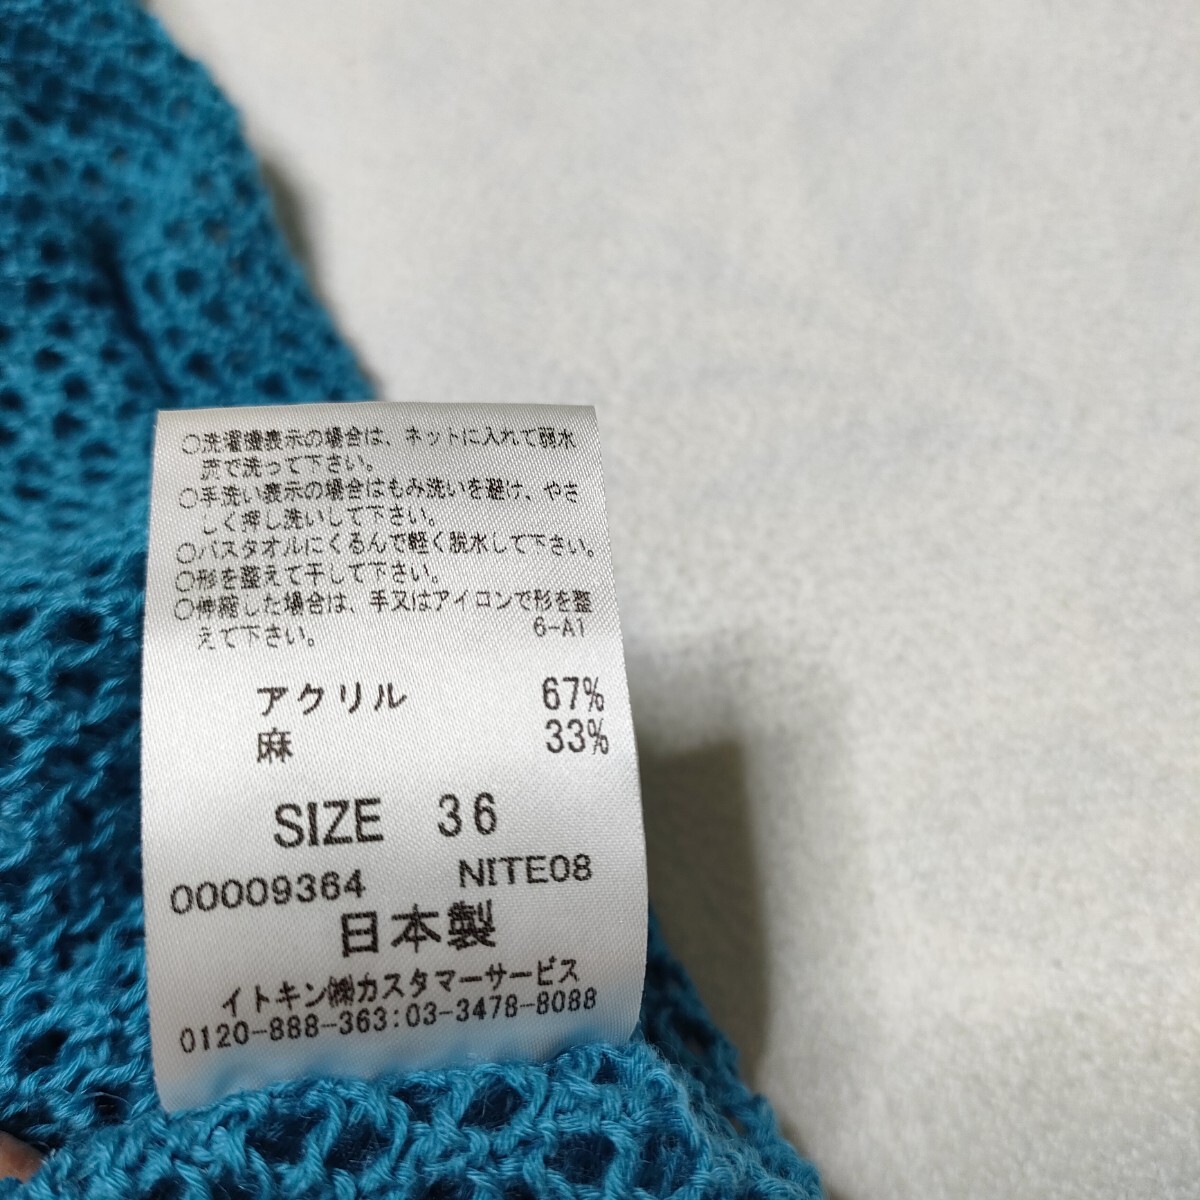 ○洗濯機表示の場合は、ネットに入れて弱水
流で洗って下さい。
○手洗い表示の場合はもみ洗いを避け、やさ
しく押し洗いして下さい。
○バスタオルにくるんで軽く脱水して下さい。
○形を整えて干して下さい。
○伸縮した場合は、手又はアイロンで形を整
えて下さい。 6-A1
アクリル 67%
麻 33%
SIZE 36
00009364 NITE08
日本製
イトキン㈱カスタマーサービス
0120-888-363:03-3478-8088